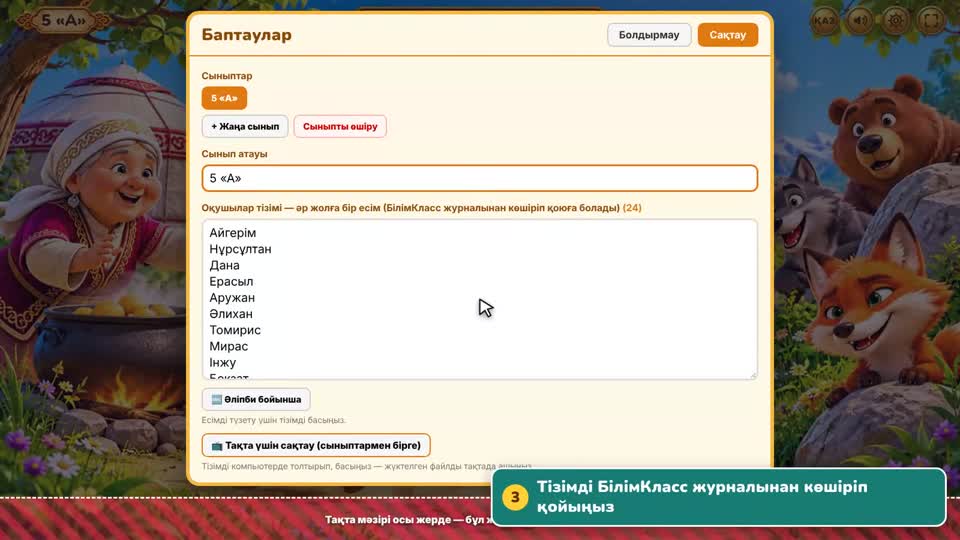 5 «А»
Баптаулар
Болдырмау
Сақтау
ҚАЗ
Сыныптар
5 «А»
+ Жаңа сынып
Сыныпты өшіру
Сынып атауы
5 «А»
Оқушылар тізімі — әр жолға бір есім (БілімКласс журналынан көшіріп қоюға болады) (24)
Айгерім
Нұрсұлтан
Дана
Ерасыл
Аружан
Әлихан
Томирис
Мирас
Інжу
Әліпби бойынша
Есімді түзету үшін тізімді басыңыз.
Тақта үшін сақтау (сыныптармен бірге)
Тізімді компьютерде толтырып, басыңыз — жүктелген файлды тақтада
3 Тізімді БілімКласс журналынан көшіріп
қойыңыз
Тақта мәзірі осы жерде — бұл